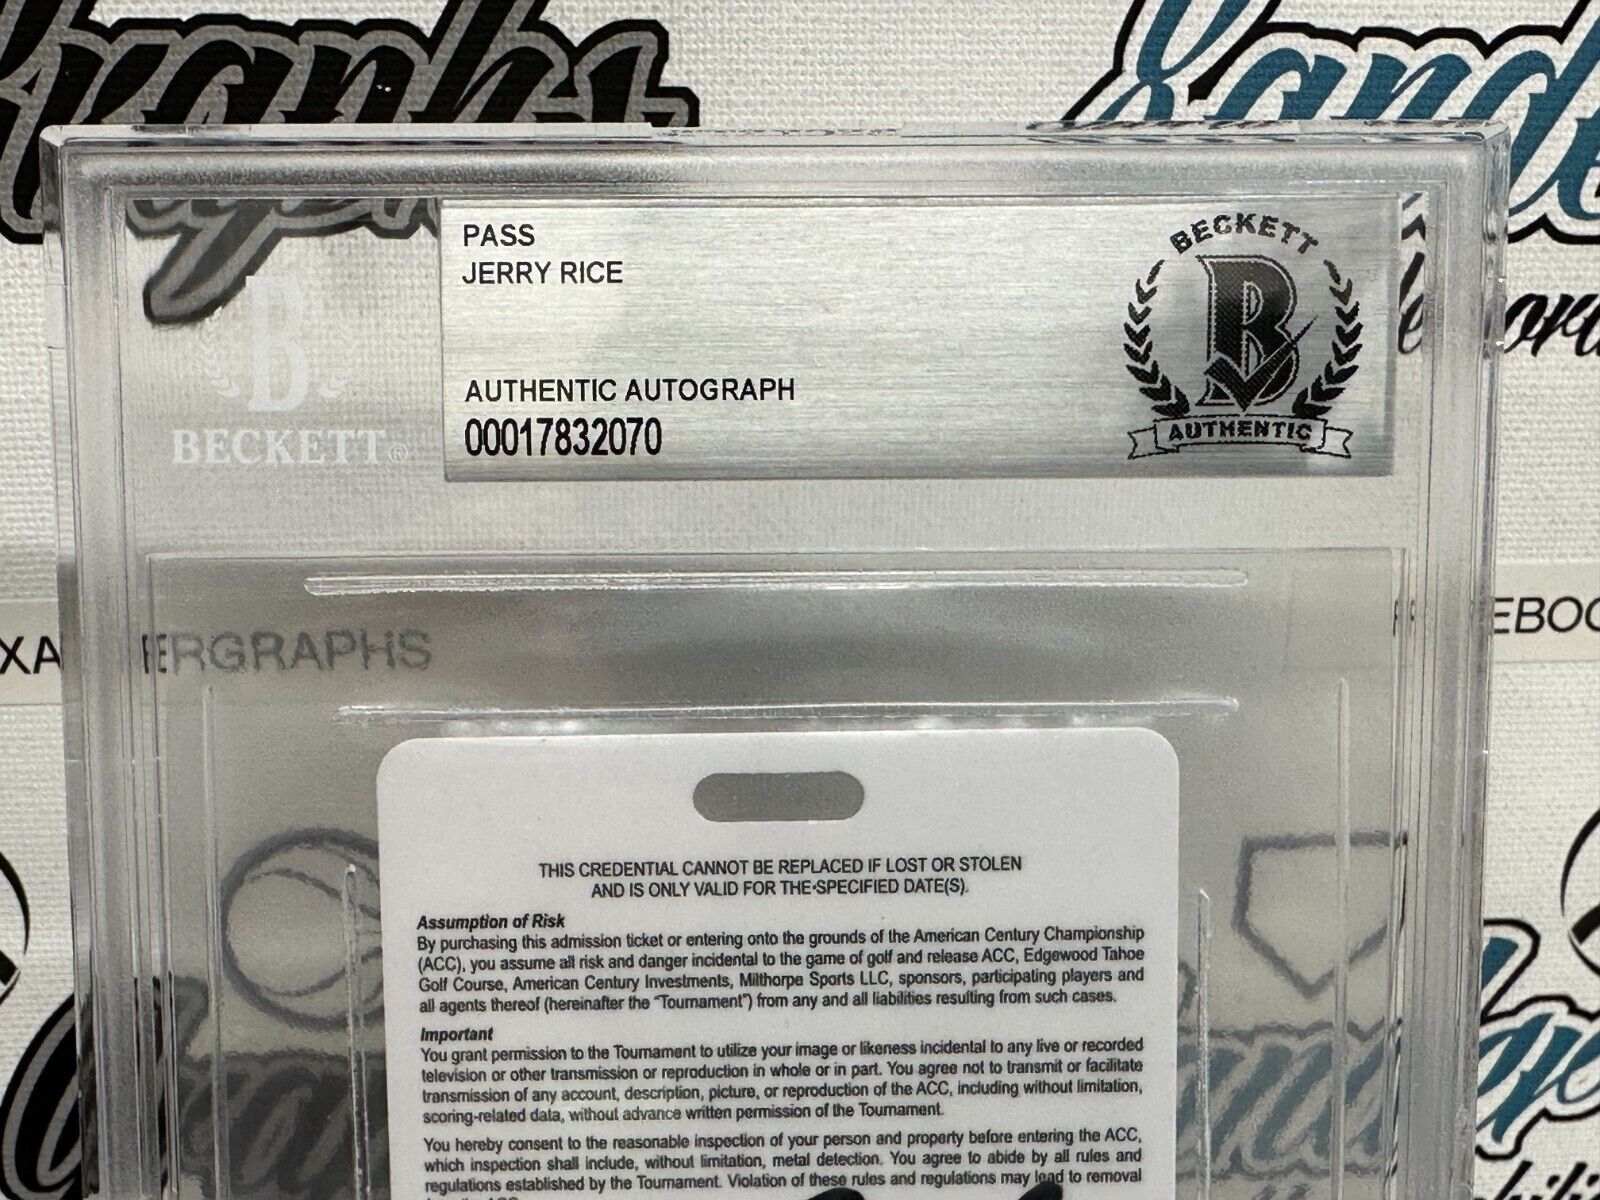 PASS
JERRY RICE
AUTHENTIC AUTOGRAPH
00017832070
BECKETT
B
AUTHENTIC
B
BECKETT®
ERGRAPHS
THIS CREDENTIAL CANNOT BE REPLACED IF LOST OR STOLEN
AND IS ONLY VALID FOR THE SPECIFIED DATE(S).
Assumption of Risk
By purchasing this admission ticket or entering onto the grounds of the American Century Championship
(ACC), you assume all risk and danger incidental to the game of golf and release ACC, Edgewood Tahoe
Golf Course, American Century Investments, Milthorpe Sports LLC, sponsors, participating players and
all agents thereof (hereinafter the "Tournament") from any and all liabilities resulting from such cases.
Important
You grant permission to the Tournament to utilize your image or likeness incidental to any live or recorded
television or other transmission or reproduction in whole or in part. You agree not to transmit or facilitate
transmission of any account, description, picture, or reproduction of the ACC, including without limitation,
scoring-related data, without advance written permission of the Tournament.
You hereby consent to the reasonable inspection of your person and property before entering the ACC,
which inspection shall include, without limitation, metal detection. You agree to abide by all rules and
regulations established by the Tournament. Violation of these rules and regulations may lead to removal